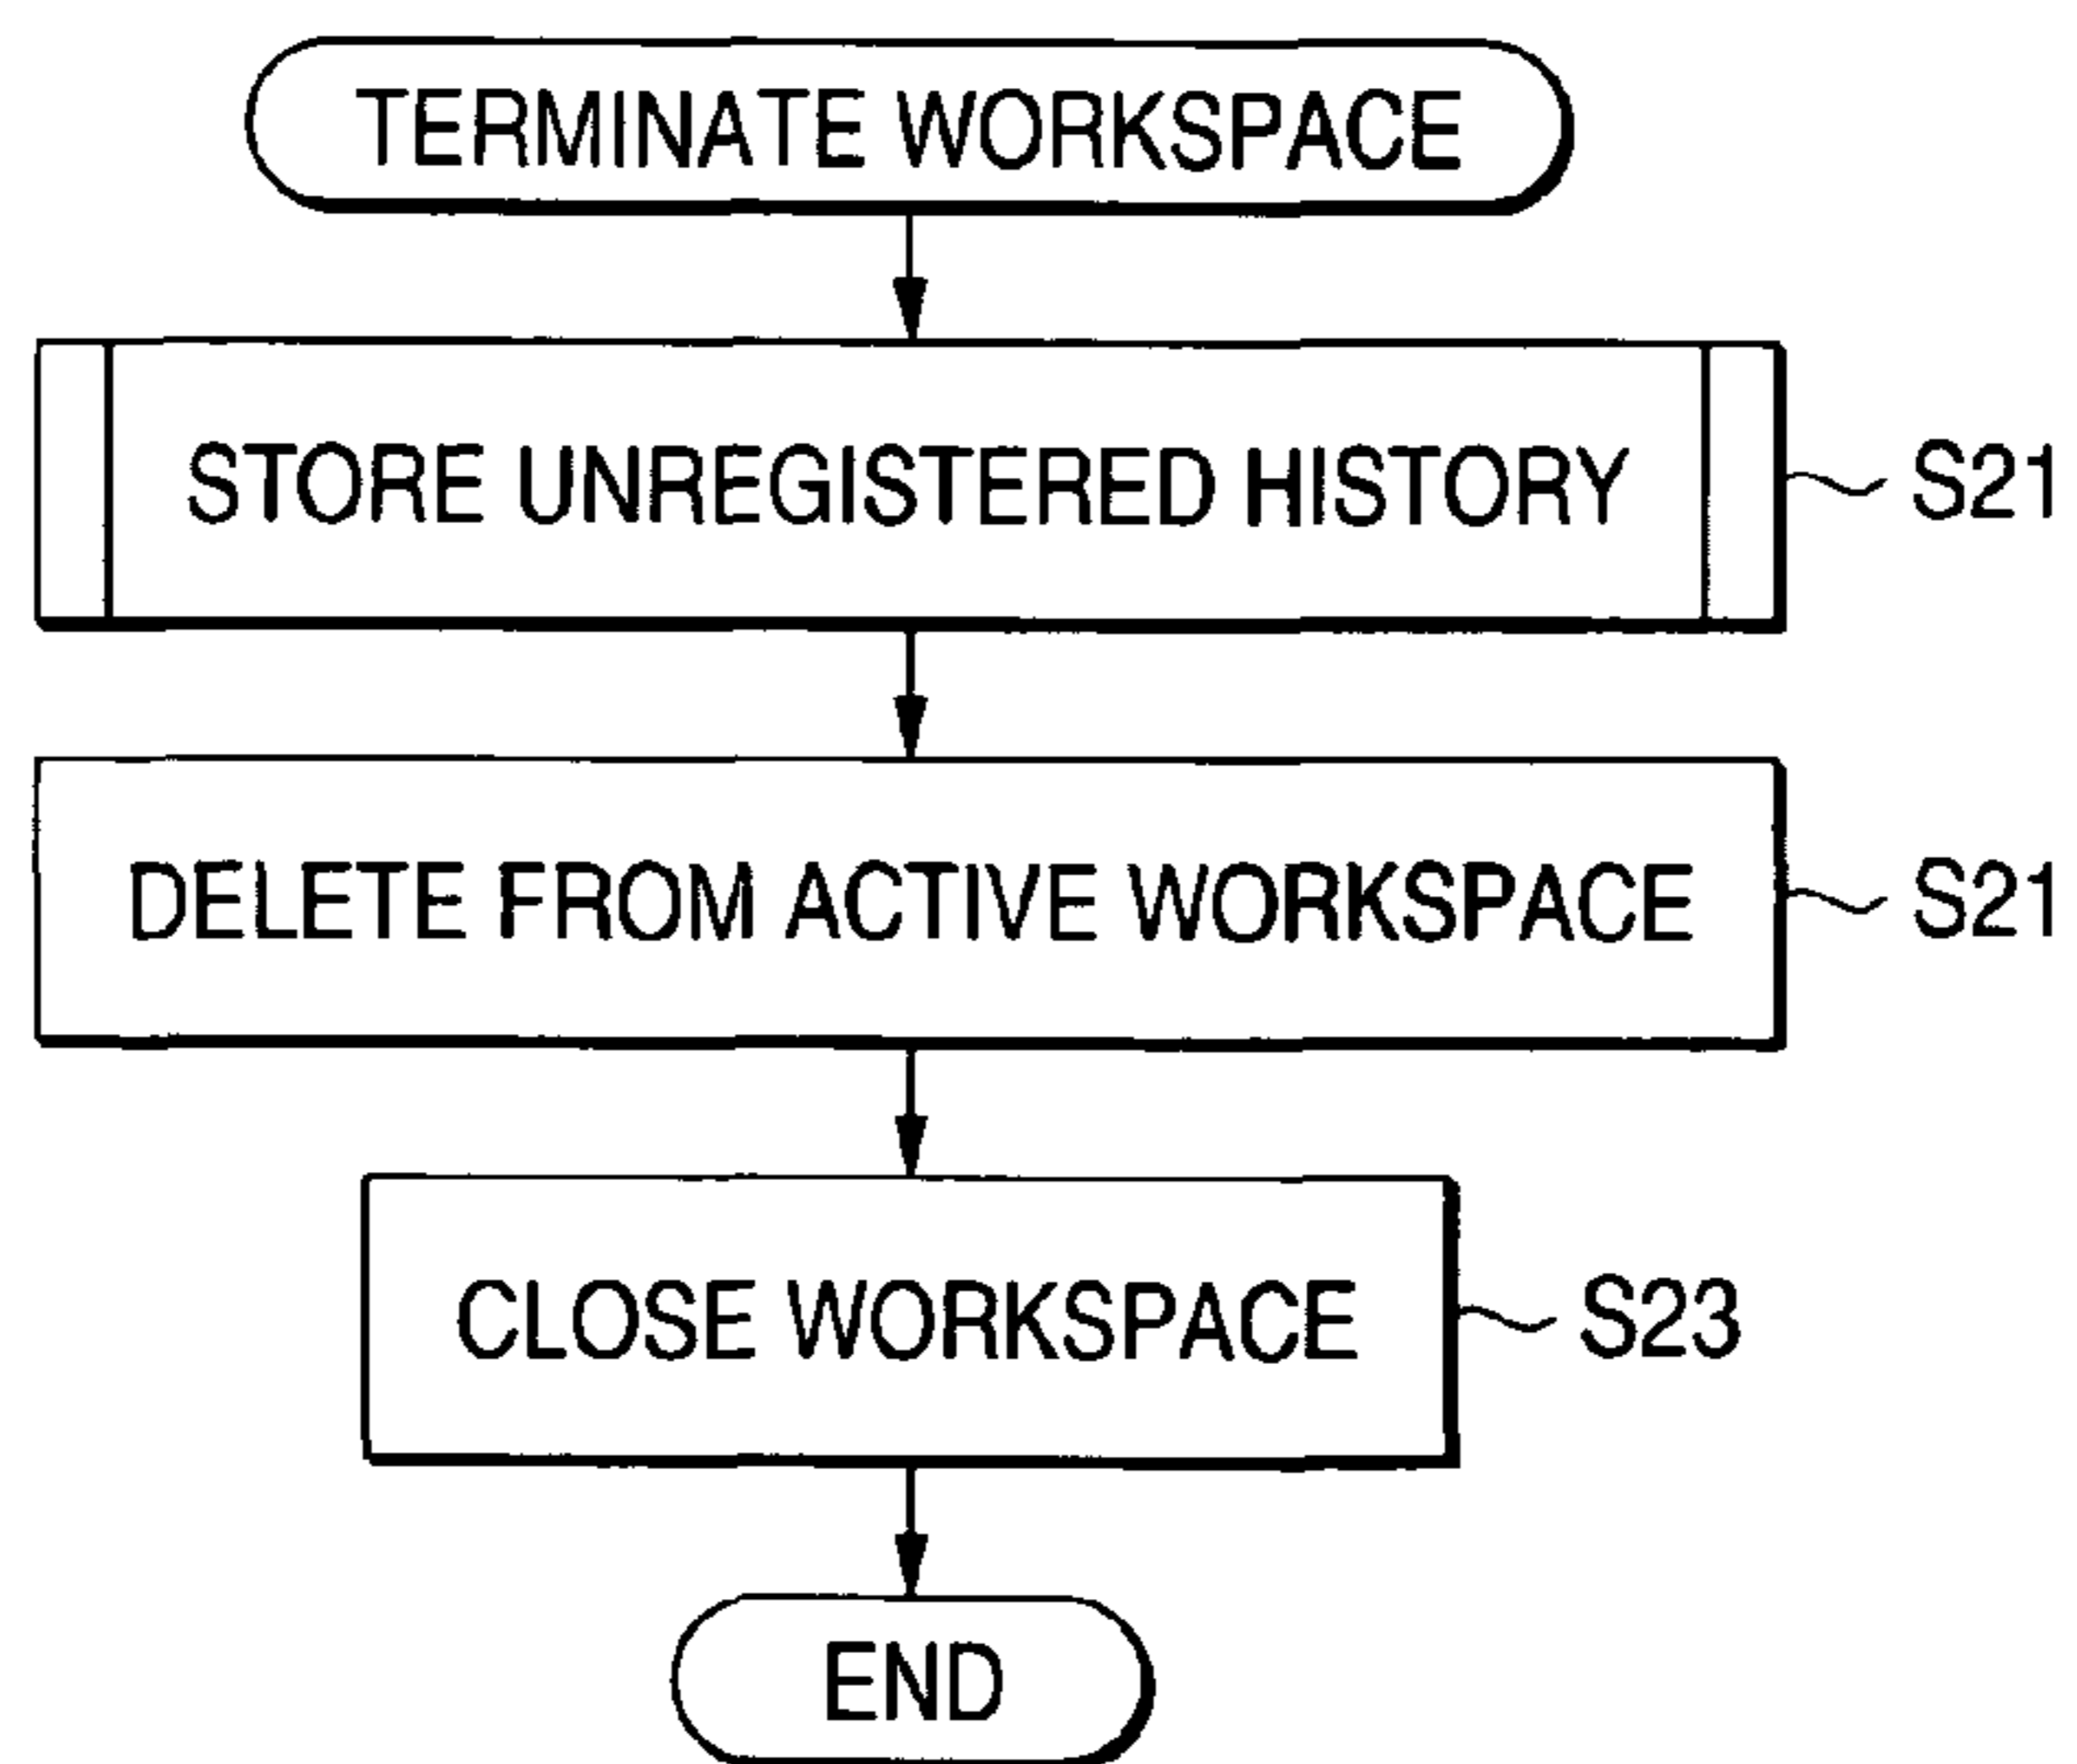 TERMINATE WORKSPACE
STORE UNREGISTERED HISTORY
S21
DELETE FROM ACTIVE WORKSPACE
S21
CLOSE WORKSPACE
S23
END